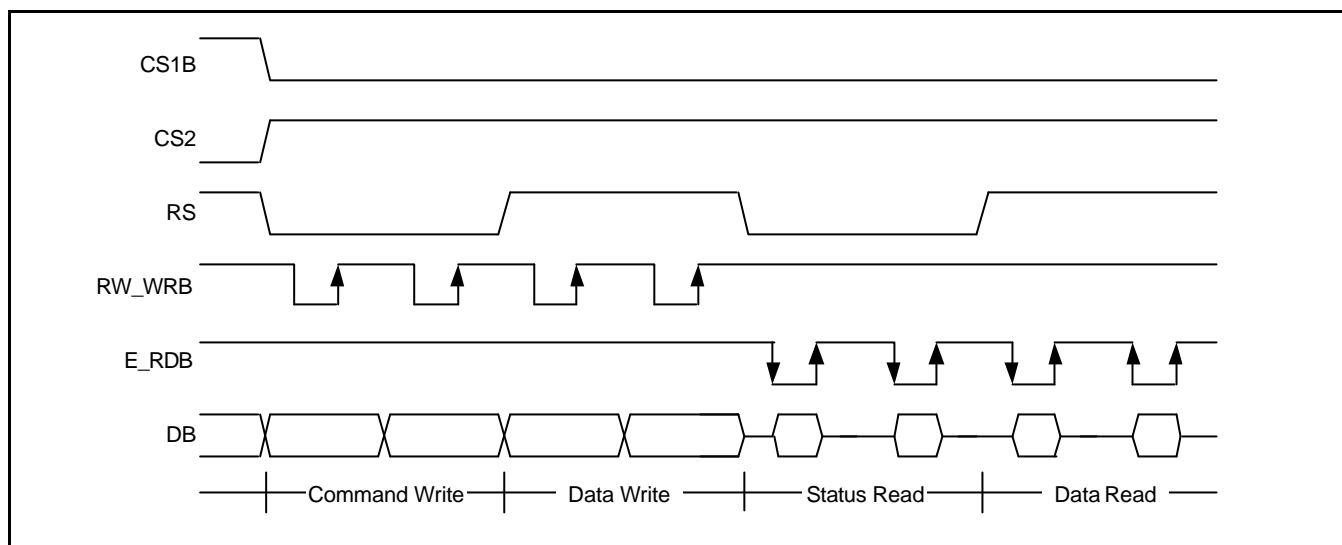 CS1B
CS2
RS
RW_WRB
E_RDB
DB
Command Write Data Write Status Read Data Read